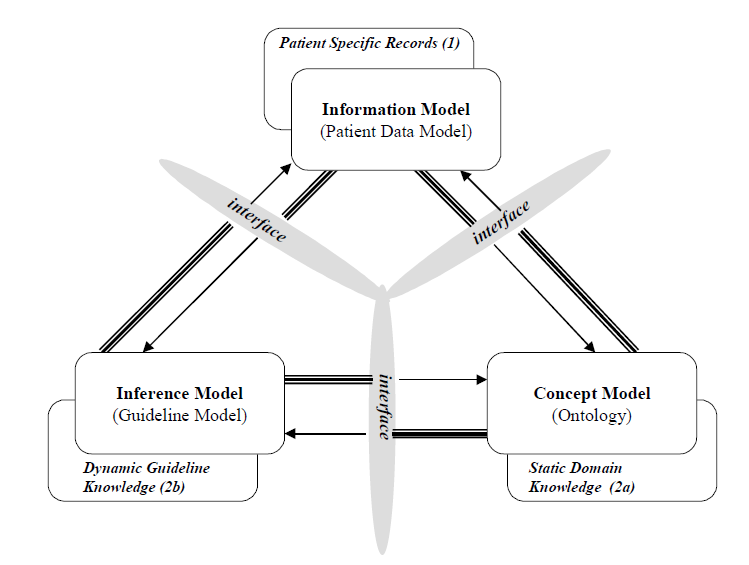 Patient Specific Records (1)
Information Model
(Patient Data Model)
interface
interface
Inference Model
(Guideline Model)
interface
Concept Model
(Ontology)
Dynamic Guideline
Knowledge (2b)
Static Domain
Knowledge  (2a)